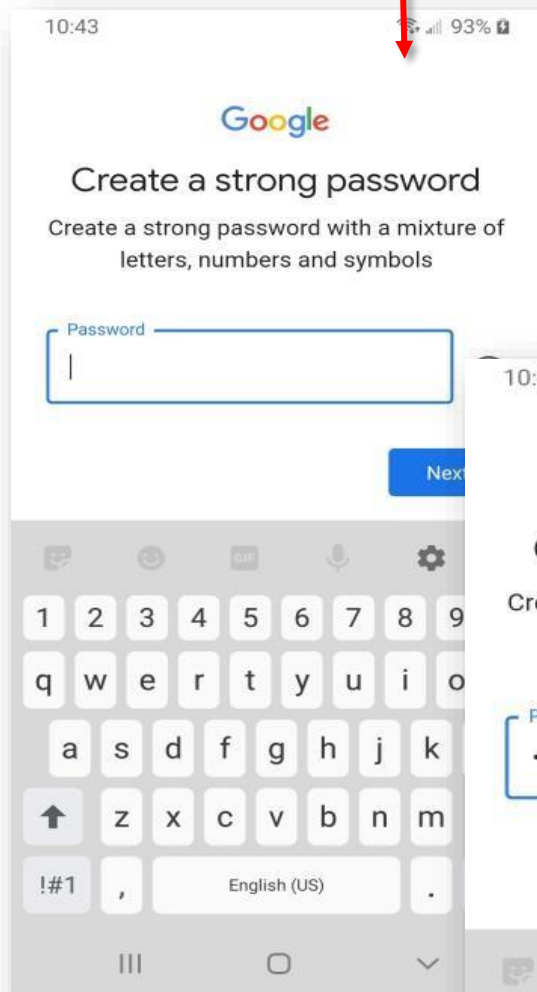 10:43
93%
Google
Create a strong password
Create a strong password with a mixture of
letters, numbers and symbols
Password
Next
10:
Cre
P
GIF
1 2 3 4 5 6 7 8 9
q w e r t y u i o
a s d f g h j k
z x c v b n m
!#1 , English (US) .